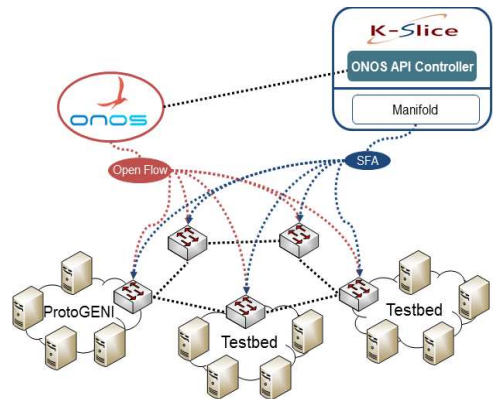 K-Slice
ONOS API Controller
Manifold
onos
Open Flow
SFA
ProtoGENI
Testbed
Testbed